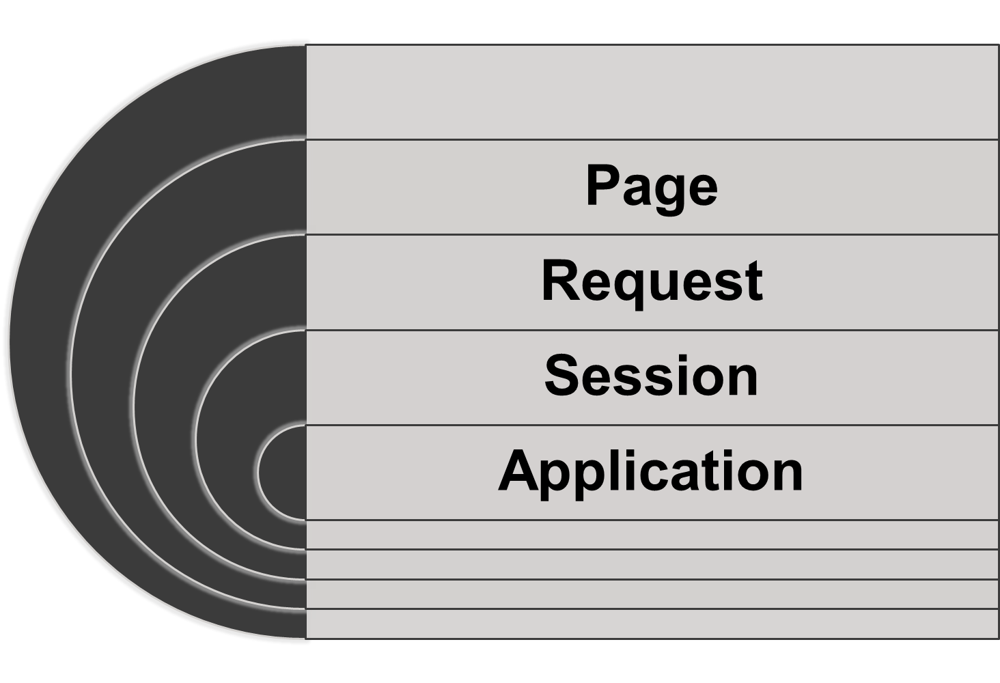 Page
Request
Session
Application